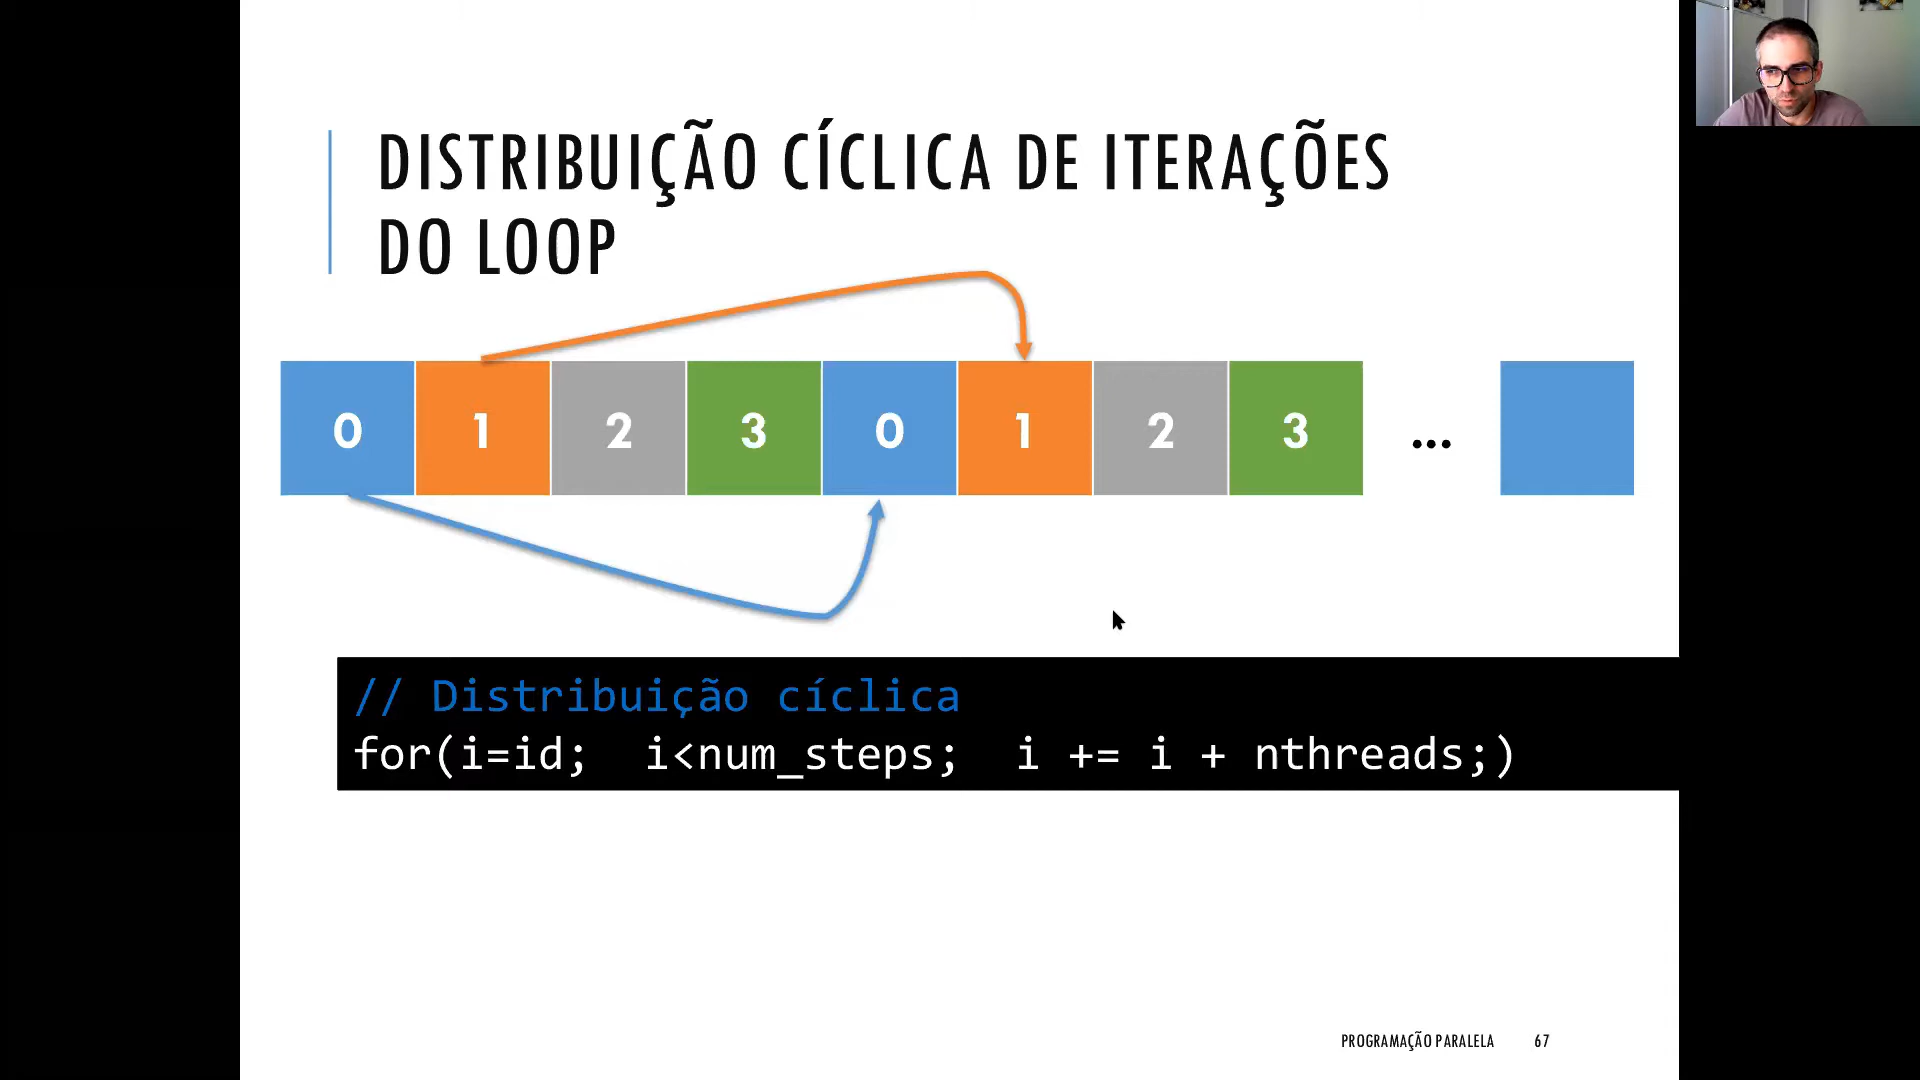 DISTRIBUIÇÃO CÍCLICA DE ITERAÇÕES
DO LOOP
0 1 2 3 0 1 2 3 ...
// Distribuição cíclica
for(i=id; i<num_steps; i += i + nthreads;)
PROGRAMAÇÃO PARALELA 67